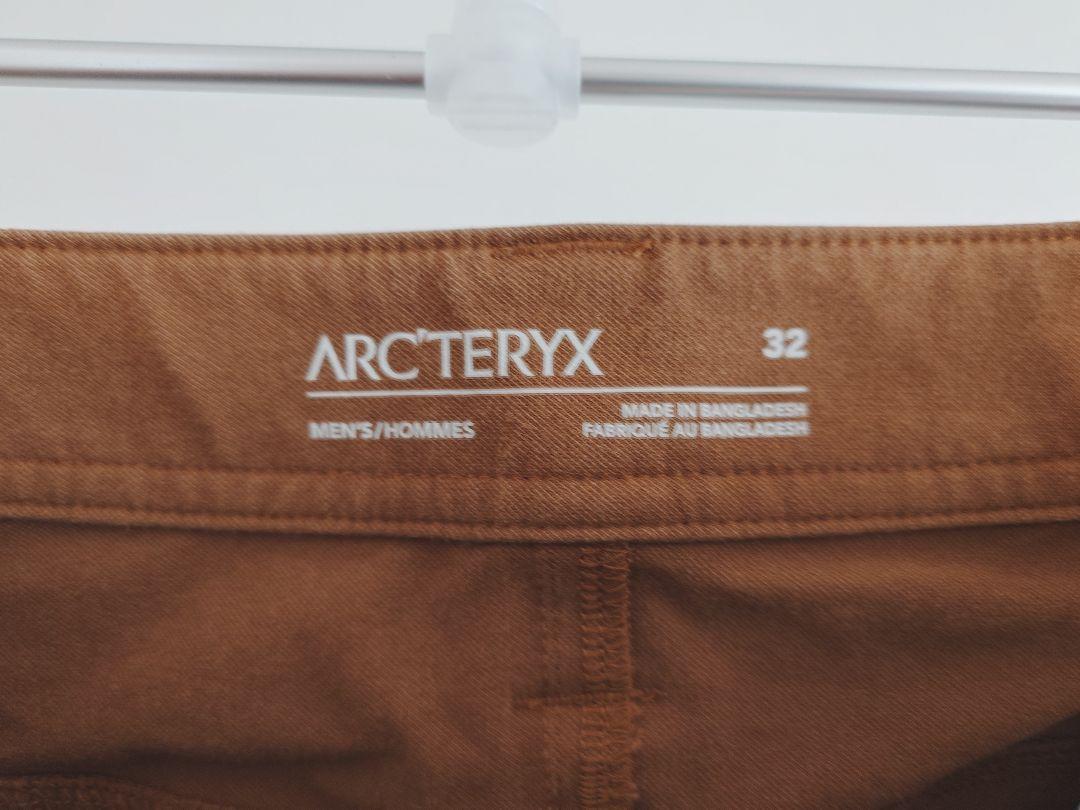 ARC'TERYX 32
MADE IN BANGLADESH
MEN'S/HOMMES FABRIQUÉ AU BANGLADESH